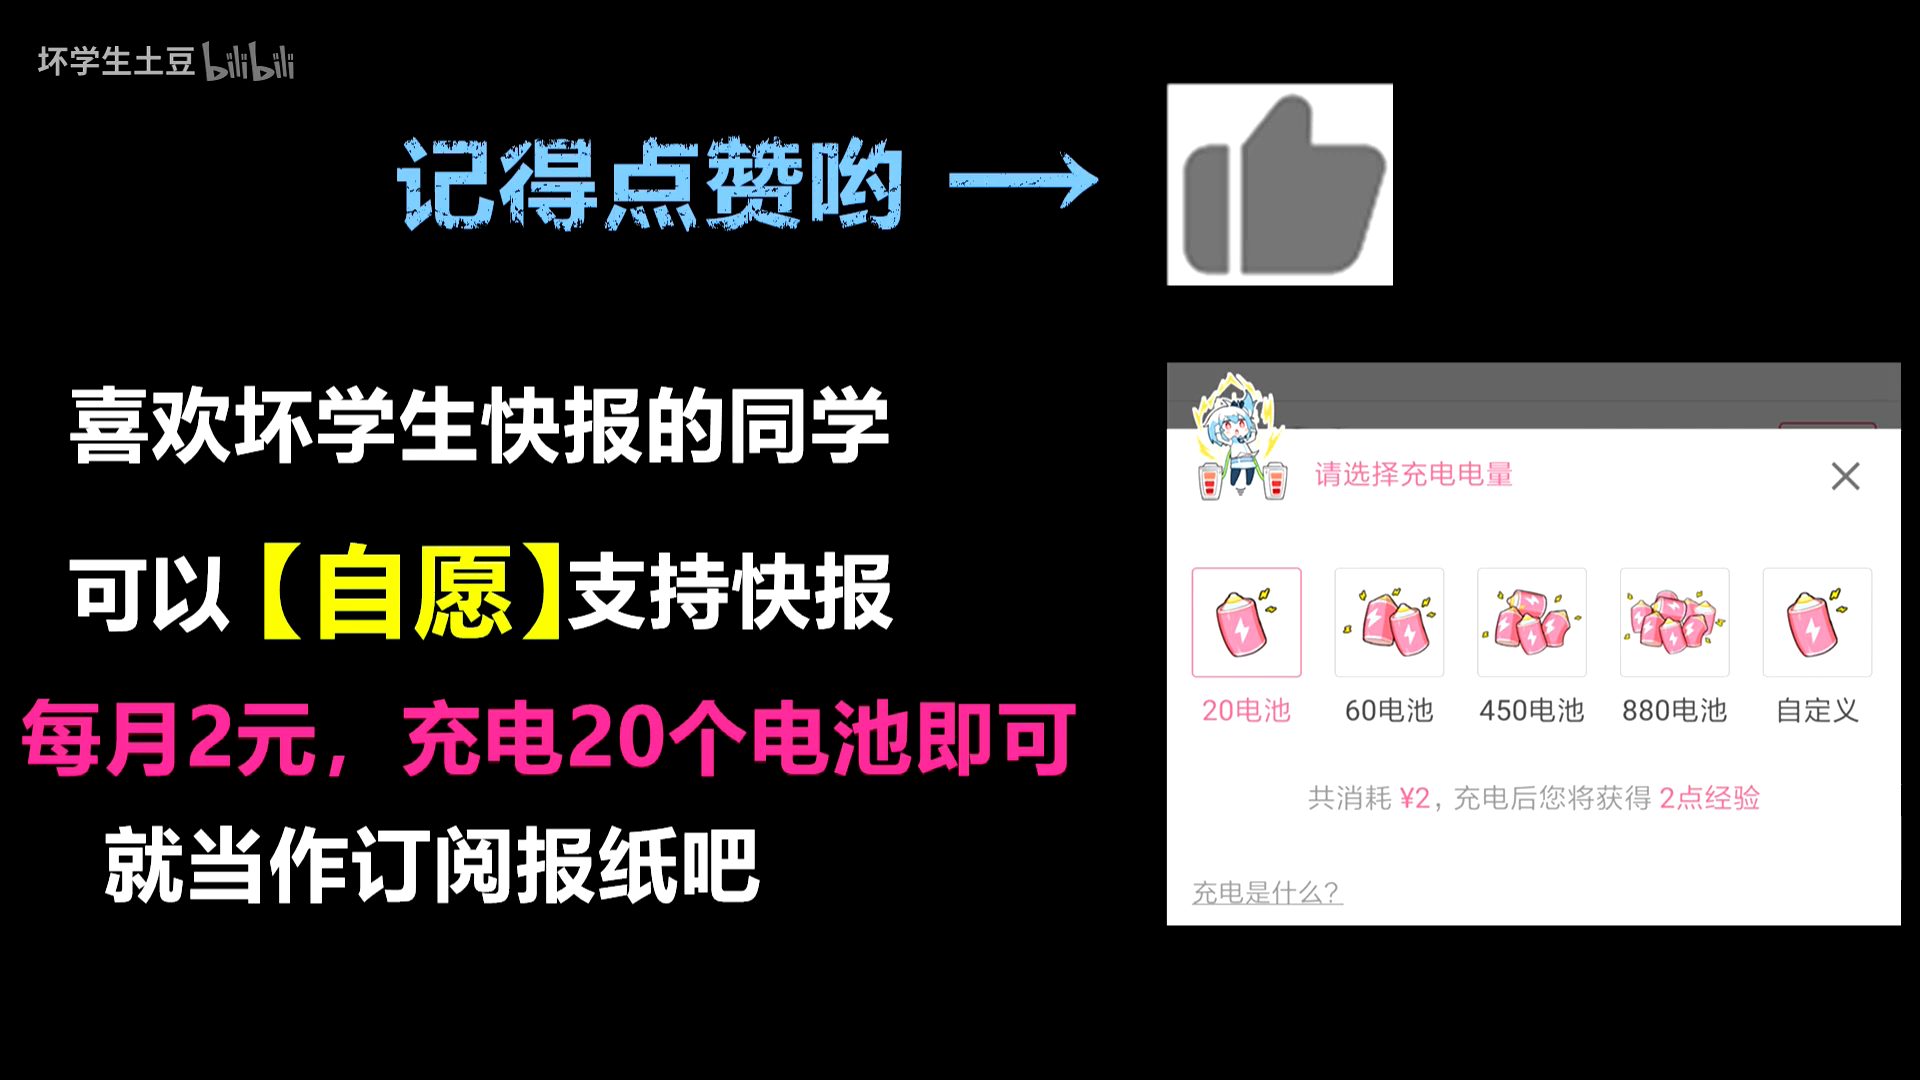 坏学生土豆 bilibili
记得点赞哟
喜欢坏学生快报的同学
可以【自愿】支持快报
每月2元，充电20个电池即可
就当作订阅报纸吧
请选择充电电量
20电池 60电池 450电池 880电池 自定义
共消耗 ¥2，充电后您将获得 2点经验
充电是什么？